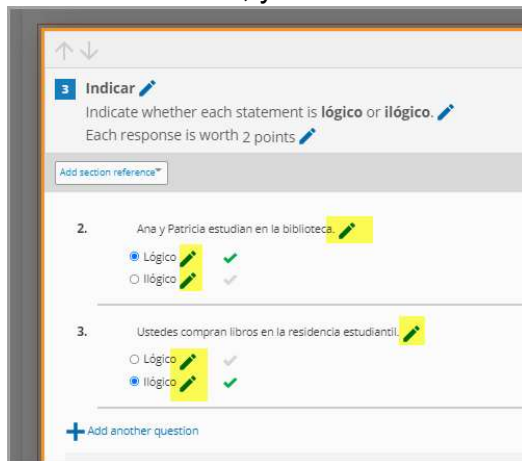 3 Indicar
Indicate whether each statement is lógico or ilógico.
Each response is worth 2 points
Add section reference
2. Ana y Patricia estudian en la biblioteca.
Lógico
Ilógico
3. Ustedes compran libros en la residencia estudiantil.
Lógico
Ilógico
Add another question